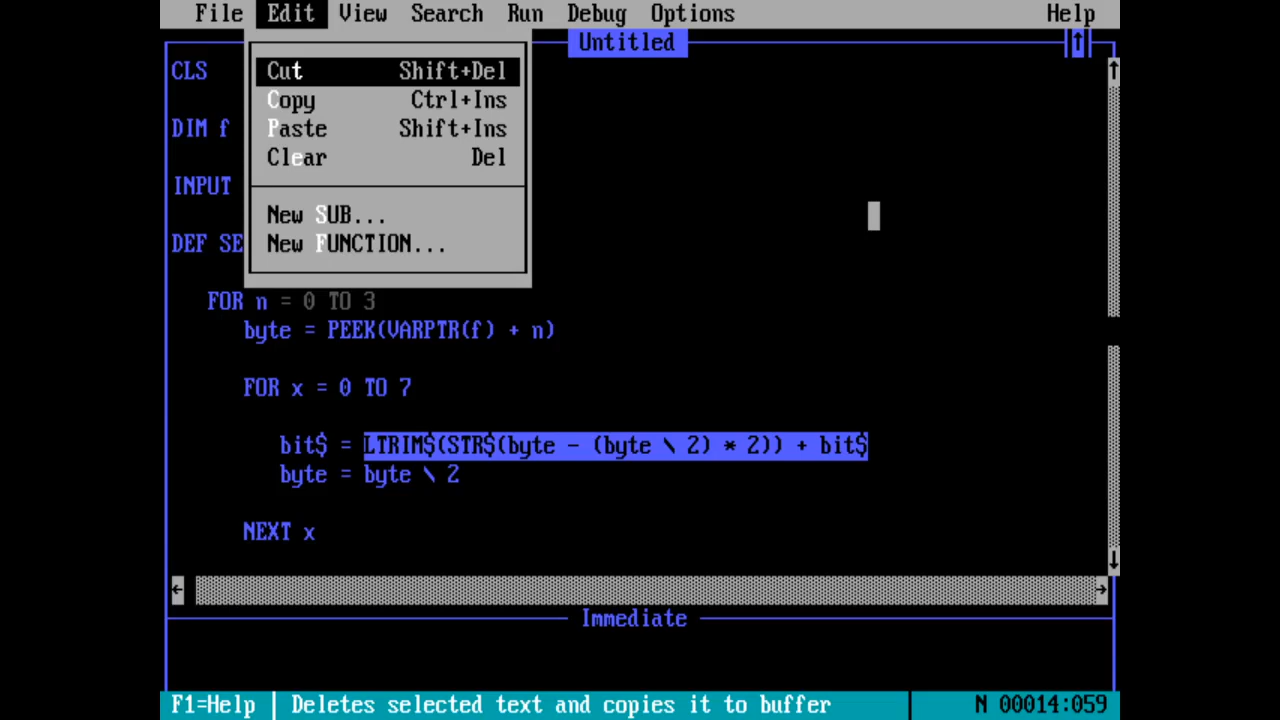 File Edit View Search Run Debug Options Help
Untitled
↑
CLS
Cut Shift+Del
Copy Ctrl+Ins
DIM f
Paste Shift+Ins
Clear Del
INPUT
New SUB...
DEF SE
New FUNCTION...
FOR n = 0 TO 3
byte = PEEK(VARPTR(f) + n)
FOR x = 0 TO 7
bit$ = LTRIM$(STR$(byte - (byte \ 2) * 2)) + bit$
byte = byte \ 2
NEXT x
Immediate
F1=Help | Deletes selected text and copies it to buffer | N 00014:059